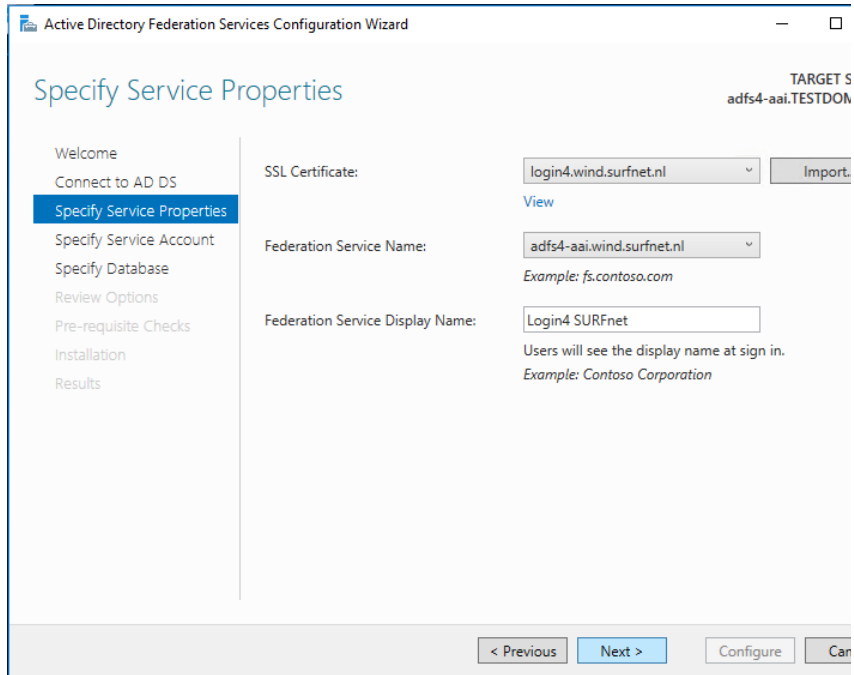 Active Directory Federation Services Configuration Wizard
Specify Service Properties
TARGET S
adfs4-aai.TESTDOM
Welcome
Connect to AD DS
Specify Service Properties
Specify Service Account
Specify Database
Review Options
Pre-requisite Checks
Installation
Results
SSL Certificate:
login4.wind.surfnet.nl
Import..
View
Federation Service Name:
adfs4-aai.wind.surfnet.nl
Example: fs.contoso.com
Federation Service Display Name:
Login4 SURFnet
Users will see the display name at sign in.
Example: Contoso Corporation
< Previous
Next >
Configure
Can